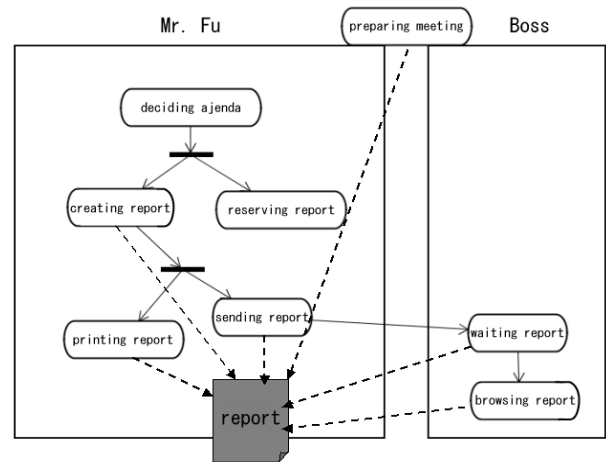 Mr. Fu
preparing meeting
Boss
deciding ajenda
creating report
reserving report
sending report
printing report
waiting report
browsing report
report